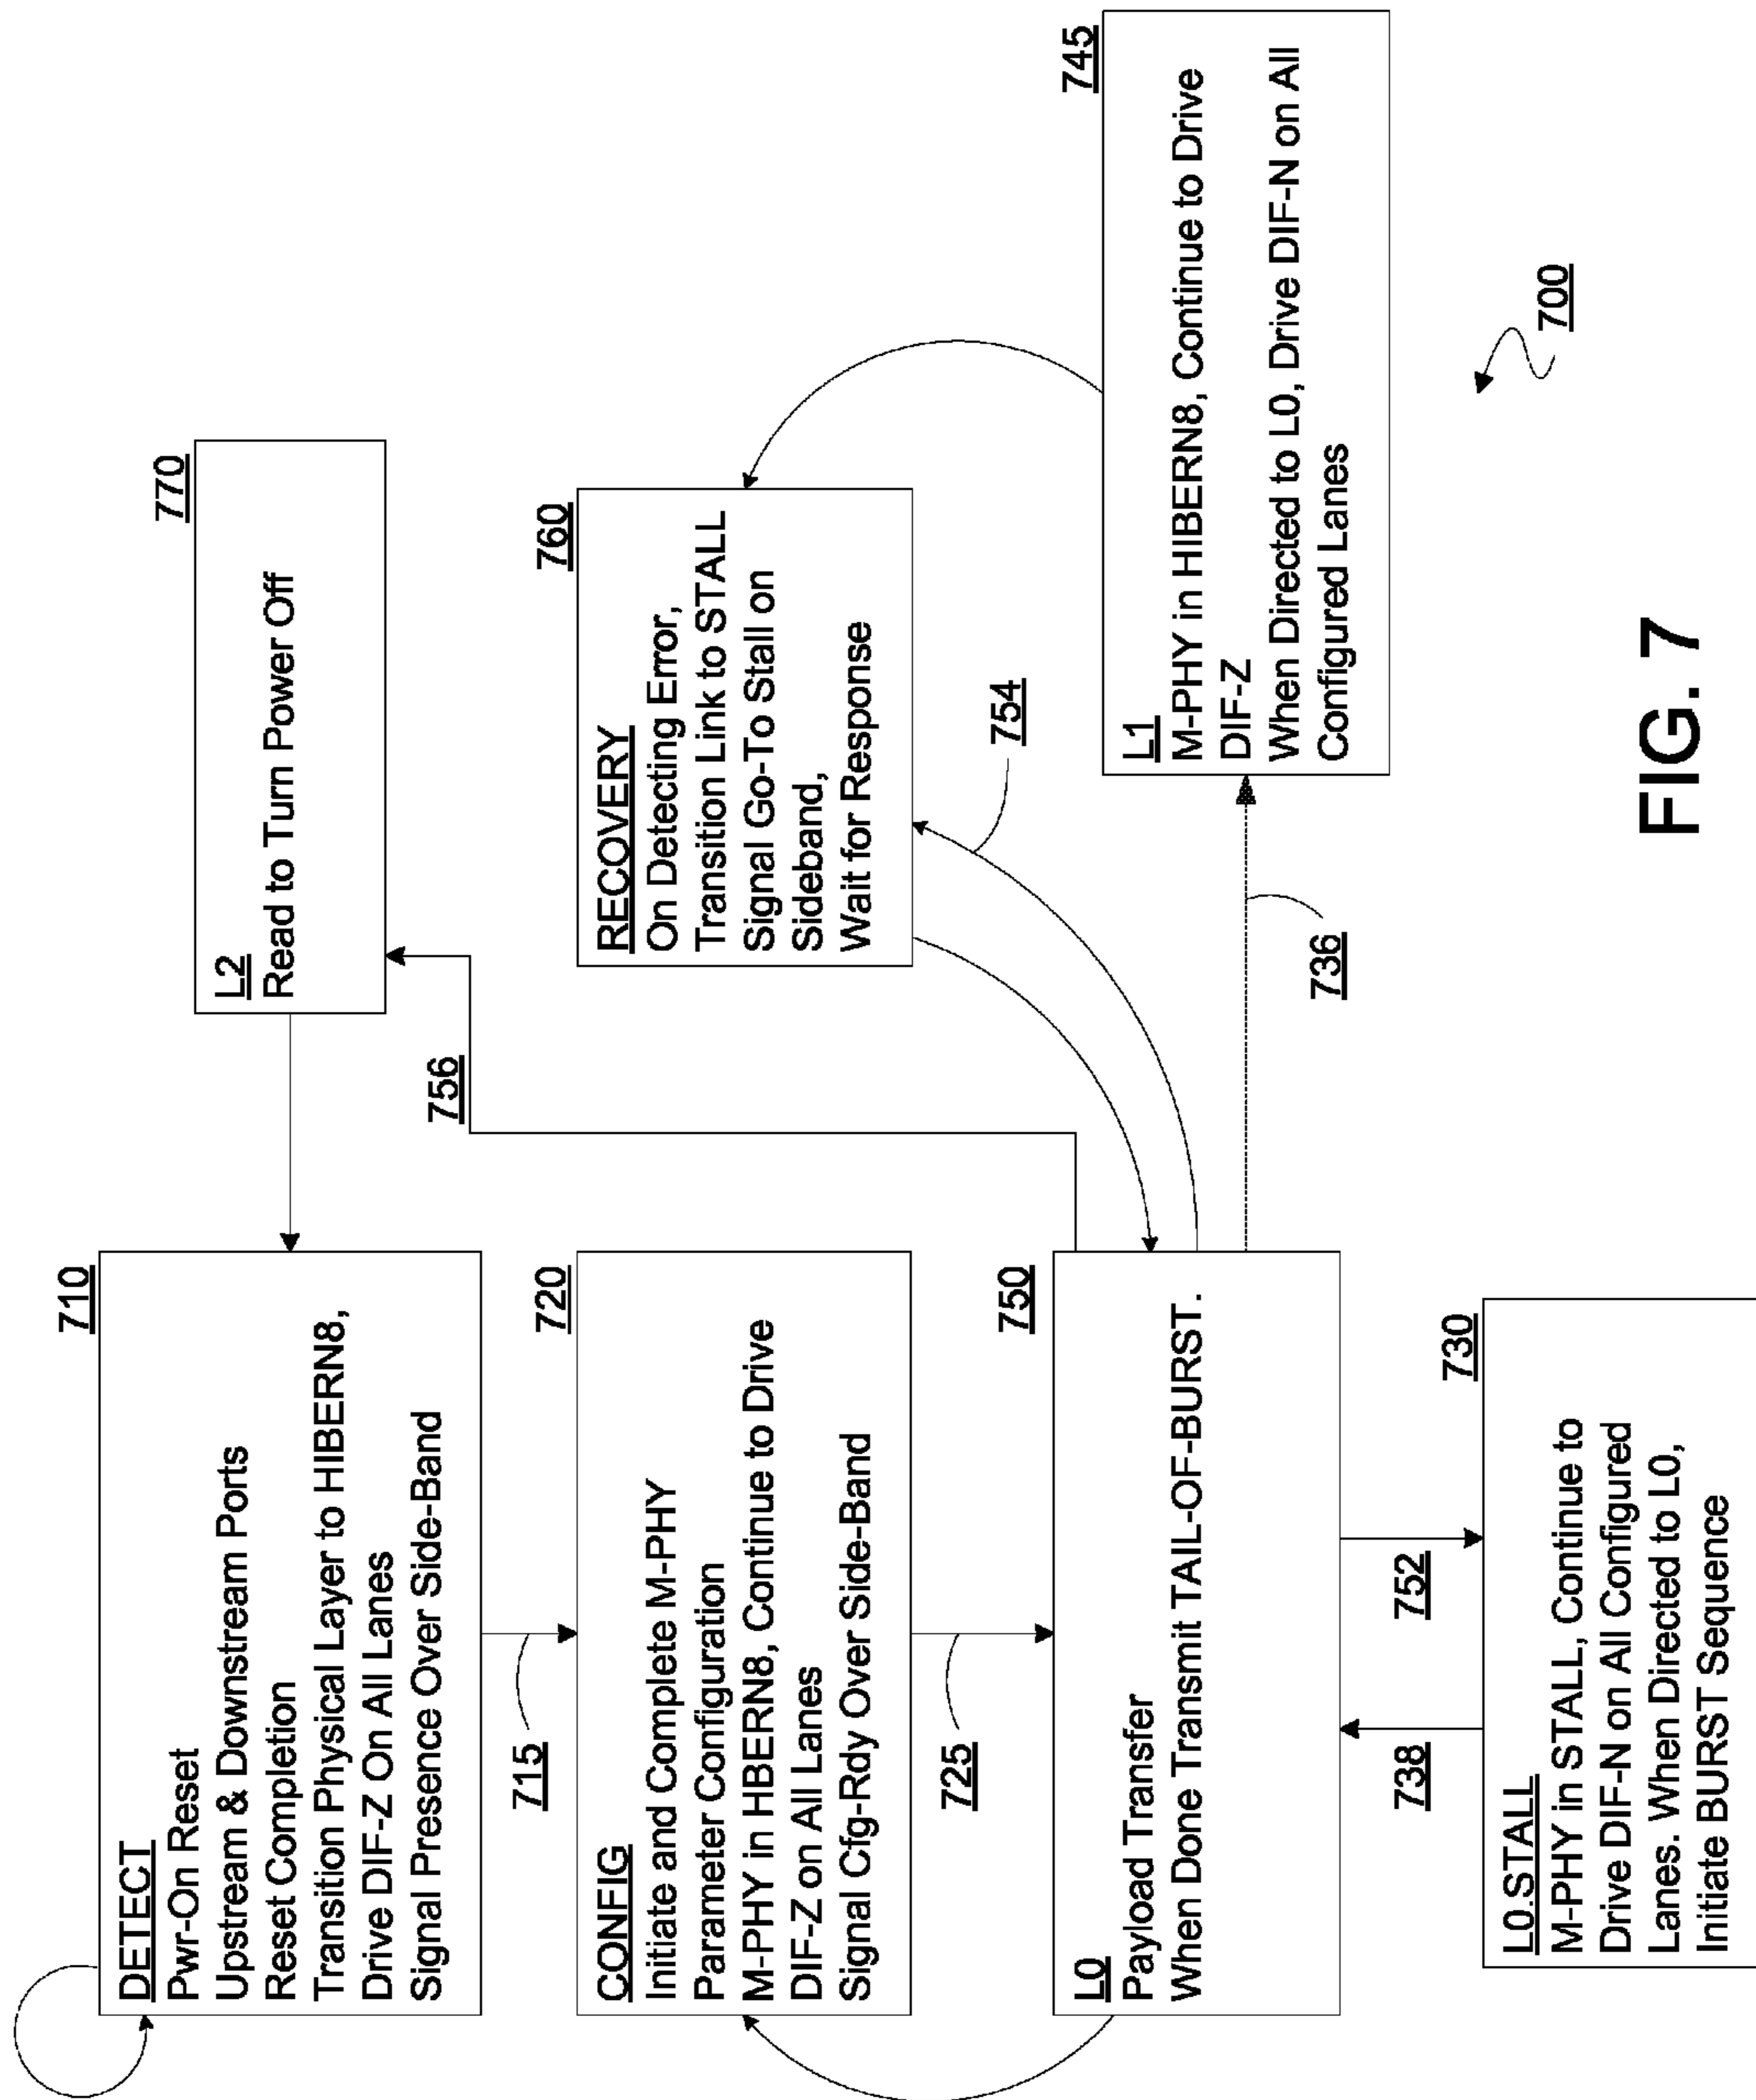 710
DETECT
Pwr-On Reset
Upstream & Downstream Ports
Reset Completion
Transition Physical Layer to HIBERN8,
Drive DIF-Z On All Lanes
Signal Presence Over Side-Band
715
720
CONFIG
Initiate and Complete M-PHY
Parameter Configuration
M-PHY in HBERN8, Continue to Drive
DIF-Z on All Lanes
Signal Cfg-Rdy Over Side-Band
725
750
L0
Payload Transfer
When Done Transmit TAIL-OF-BURST.
738
752
730
L0.STALL
M-PHY in STALL, Continue to
Drive DIF-N on All Configured
Lanes. When Directed to L0,
Initiate BURST Sequence
770
L2
Read to Turn Power Off
756
760
RECOVERY
On Detecting Error,
Transition Link to STALL
Signal Go-To Stall on
Sideband,
Wait for Response
754
736
745
L1
M-PHY in HIBERN8, Continue to Drive
DIF-Z
When Directed to L0, Drive DIF-N on All
Configured Lanes
700
FIG. 7